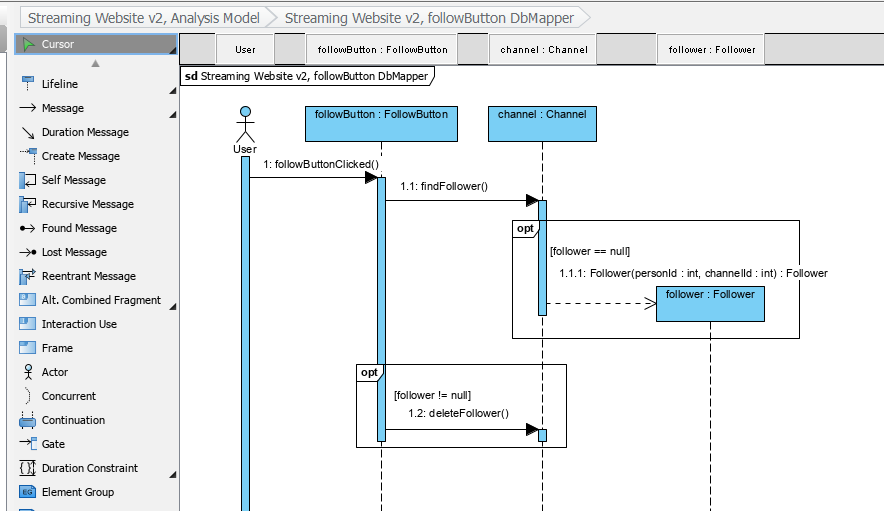 Streaming Website v2, Analysis Model
Streaming Website v2, followButton DbMapper
Cursor
Lifeline
Message
Duration Message
Create Message
Self Message
Recursive Message
Found Message
Lost Message
Reentrant Message
Alt. Combined Fragment
Interaction Use
Frame
Actor
Concurrent
Continuation
Gate
Duration Constraint
EG
Element Group
User
followButton : FollowButton
channel : Channel
follower : Follower
sd Streaming Website v2, followButton DbMapper
followButton : FollowButton
channel : Channel
User
1: followButtonClicked()
1.1: findFollower()
opt
[follower == null]
1.1.1: Follower(personId : int, channelId : int) : Follower
follower : Follower
opt
[follower != null]
1.2: deleteFollower()